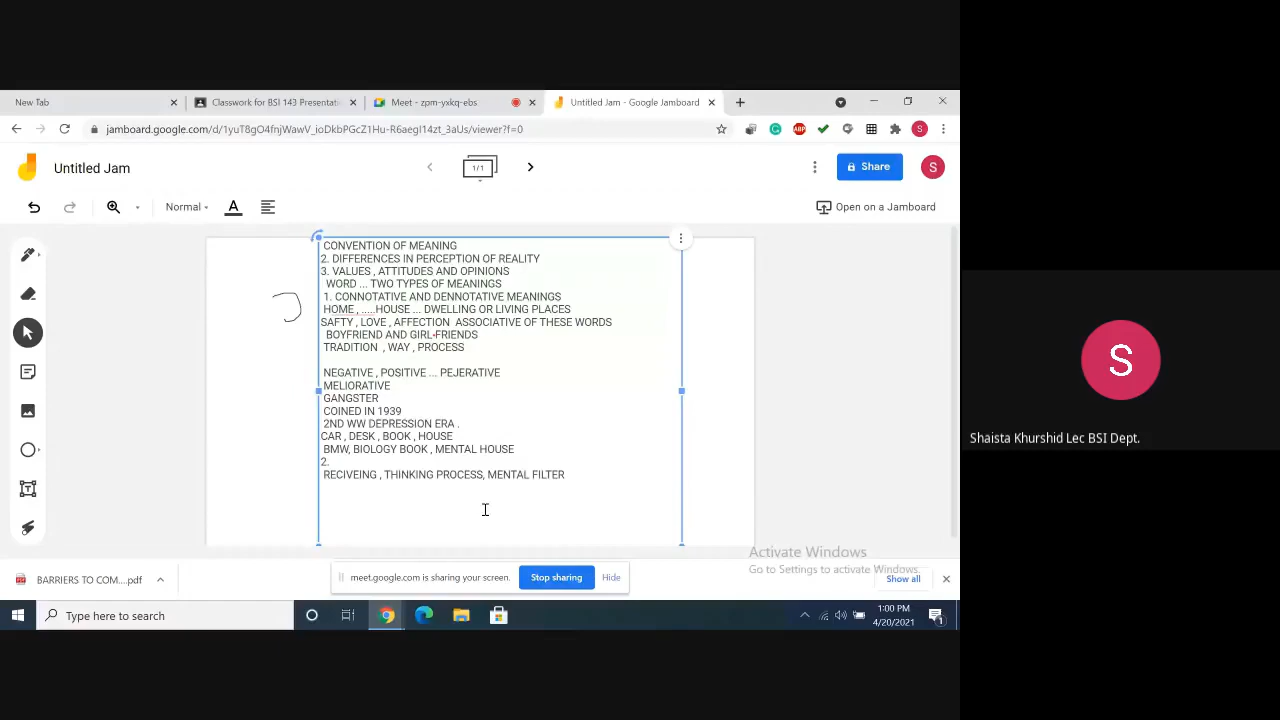 New Tab
Classwork for BSI 143 Presentati
Meet - zpm-yxkq-ebs
Untitled Jam - Google Jamboard
jamboard.google.com/d/1yuT8gO4fnjWawV_ioDkbPGcZ1Hu-R6aegI14zt_3aUs/viewer?f=0
ABP
S
Untitled Jam
1/1
Share
S
Normal
A
Open on a Jamboard
CONVENTION OF MEANING
2. DIFFERENCES IN PERCEPTION OF REALITY
3. VALUES , ATTITUDES AND OPINIONS
WORD ... TWO TYPES OF MEANINGS
1. CONNOTATIVE AND DENNOTATIVE MEANINGS
HOME , .....HOUSE ... DWELLING OR LIVING PLACES
SAFTY , LOVE , AFFECTION ASSOCIATIVE OF THESE WORDS
BOYFRIEND AND GIRL-FRIENDS
TRADITION , WAY , PROCESS
NEGATIVE , POSITIVE ... PEJERATIVE
MELIORATIVE
GANGSTER
COINED IN 1939
2ND WW DEPRESSION ERA .
CAR , DESK , BOOK , HOUSE
BMW, BIOLOGY BOOK , MENTAL HOUSE
2.
RECIVEING , THINKING PROCESS, MENTAL FILTER
S
Shaista Khurshid Lec BSI Dept.
Activate Windows
Go to Settings to activate Windows.
BARRIERS TO COM....pdf
meet.google.com is sharing your screen.
Stop sharing
Hide
Show all
Type here to search
1:00 PM
4/20/2021